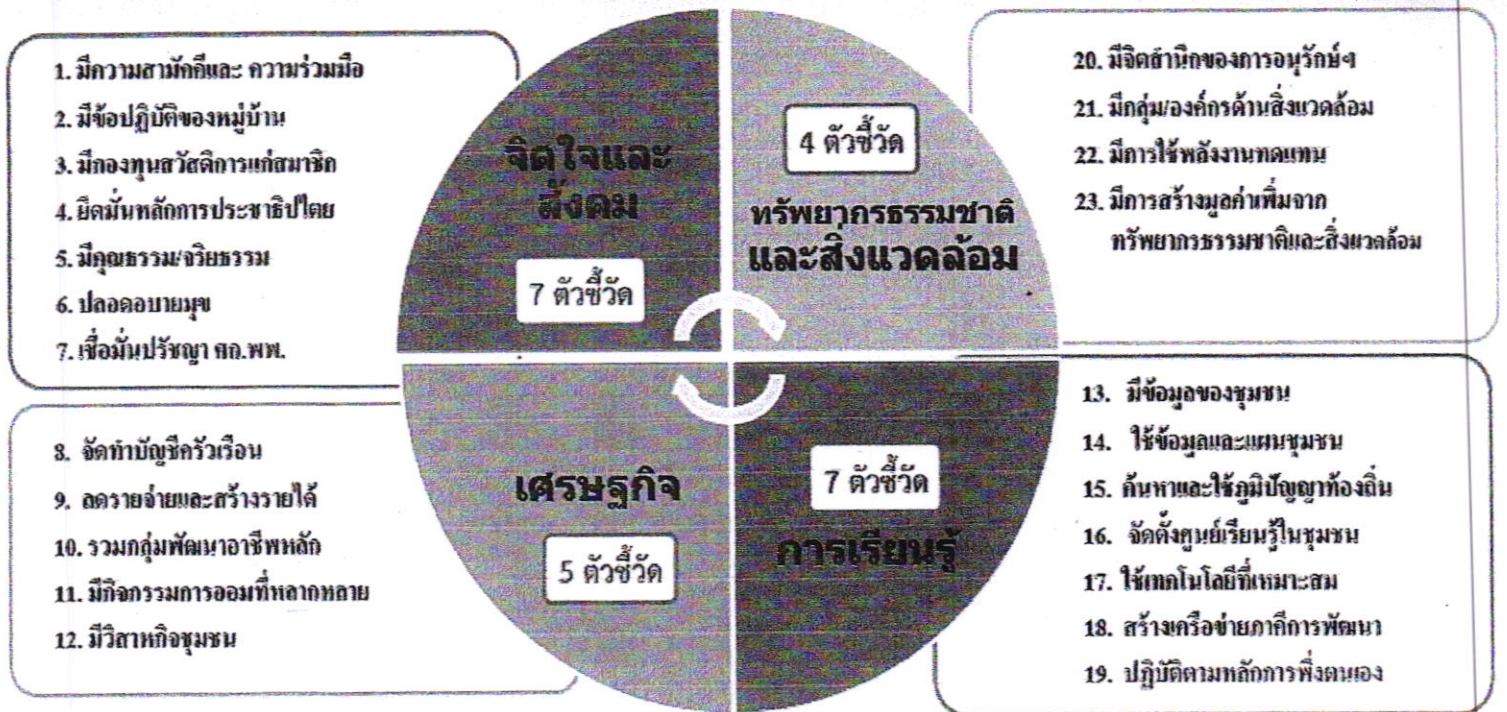 1. มีความสามัคคีและ ความร่วมมือ
2. มีข้อปฏิบัติของหมู่บ้าน
3. มีกองทุนสวัสดิการแก่สมาชิก
4. ยึดมั่นหลักการประชาธิปไตย
5. มีคุณธรรม/จริยธรรม
6. ปลอดอบายมุข
7. เชื่อมั่นปรัชญา ศก.พพ.
จิตใจและ
สังคม
7 ตัวชี้วัด
4 ตัวชี้วัด
ทรัพยากรธรรมชาติ
และสิ่งแวดล้อม
20. มีจิตสำนึกของการอนุรักษ์ฯ
21. มีกลุ่ม/องค์กรด้านสิ่งแวดล้อม
22. มีการใช้พลังงานทดแทน
23. มีการสร้างมูลค่าเพิ่มจาก
ทรัพยากรธรรมชาติและสิ่งแวดล้อม
8. จัดทำบัญชีครัวเรือน
9. ลดรายจ่ายและสร้างรายได้
10. รวมกลุ่มพัฒนาอาชีพหลัก
11. มีกิจกรรมการออมที่หลากหลาย
12. มีวิสาหกิจชุมชน
เศรษฐกิจ
5 ตัวชี้วัด
7 ตัวชี้วัด
การเรียนรู้
13. มีข้อมูลของชุมชน
14. ใช้ข้อมูลและแผนชุมชน
15. ค้นหาและใช้ภูมิปัญญาท้องถิ่น
16. จัดตั้งศูนย์เรียนรู้ในชุมชน
17. ใช้เทคโนโลยีที่เหมาะสม
18. สร้างเครือข่ายภาคีการพัฒนา
19. ปฏิบัติตามหลักการพึ่งตนเอง